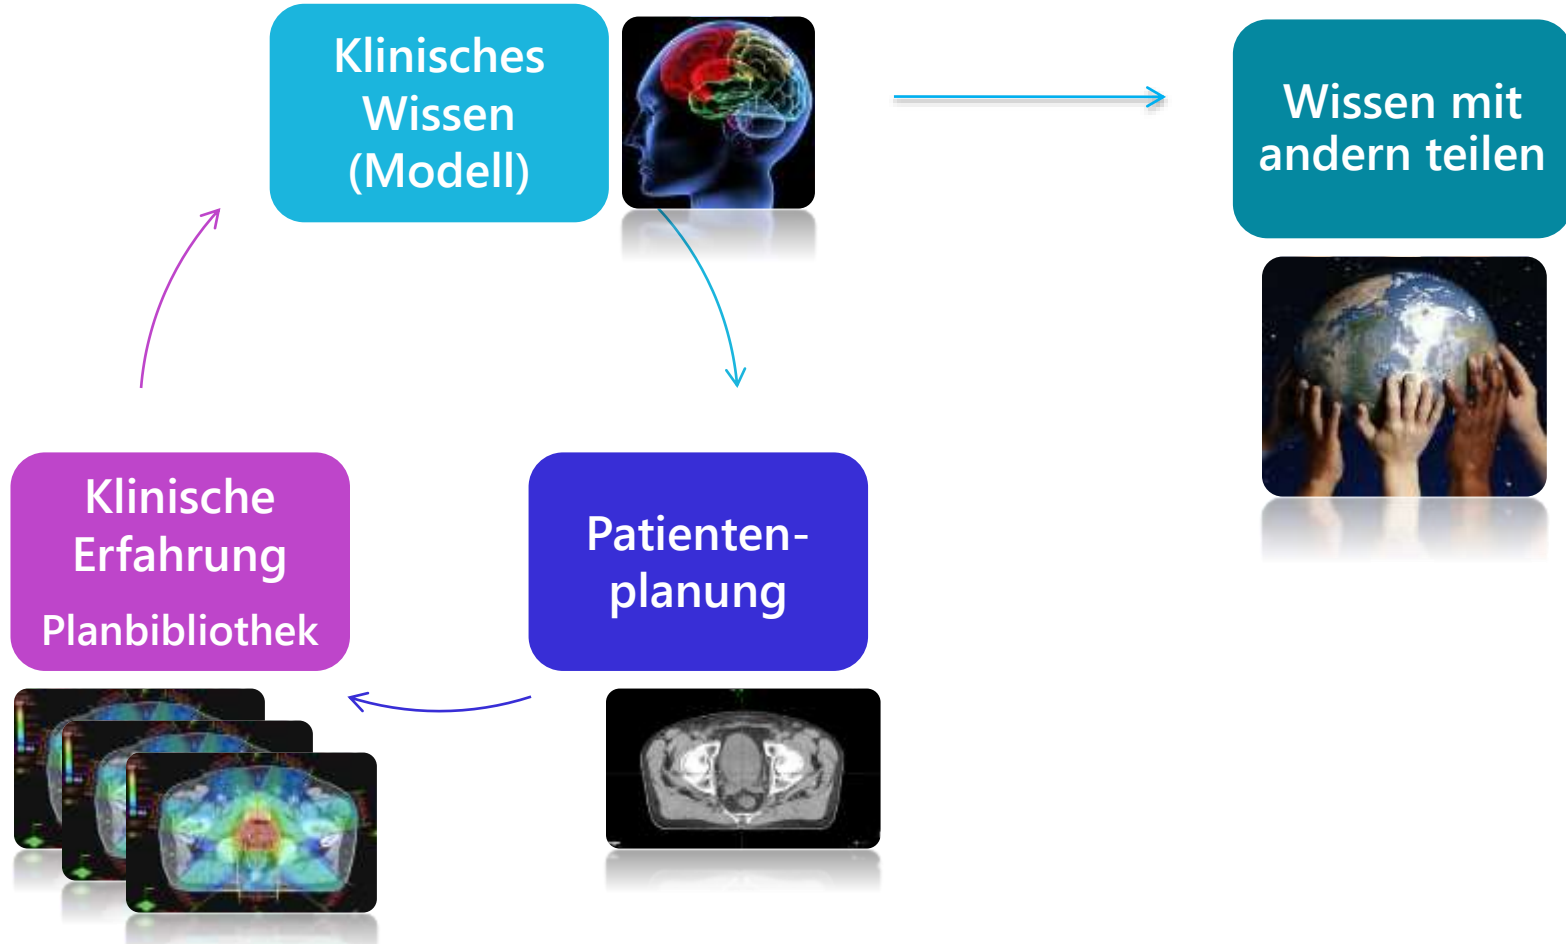 Klinisches
Wissen
(Modell)
Wissen mit
andern teilen
Klinische
Erfahrung
Planbibliothek
Patienten-
planung